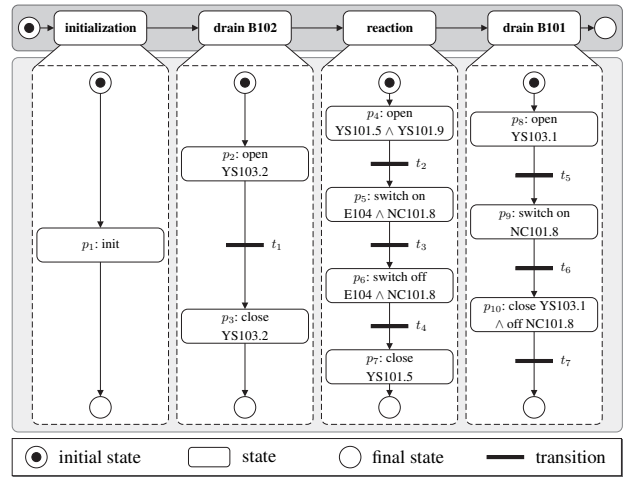 initialization
drain B102
reaction
drain B101
p1: init
p2: open
YS103.2
t1
p3: close
YS103.2
p4: open
YS101.5 ∧ YS101.9
t2
p5: switch on
E104 ∧ NC101.8
t3
p6: switch off
E104 ∧ NC101.8
t4
p7: close
YS101.5
p8: open
YS103.1
t5
p9: switch on
NC101.8
t6
p10: close YS103.1
∧ off NC101.8
t7
initial state
state
final state
transition